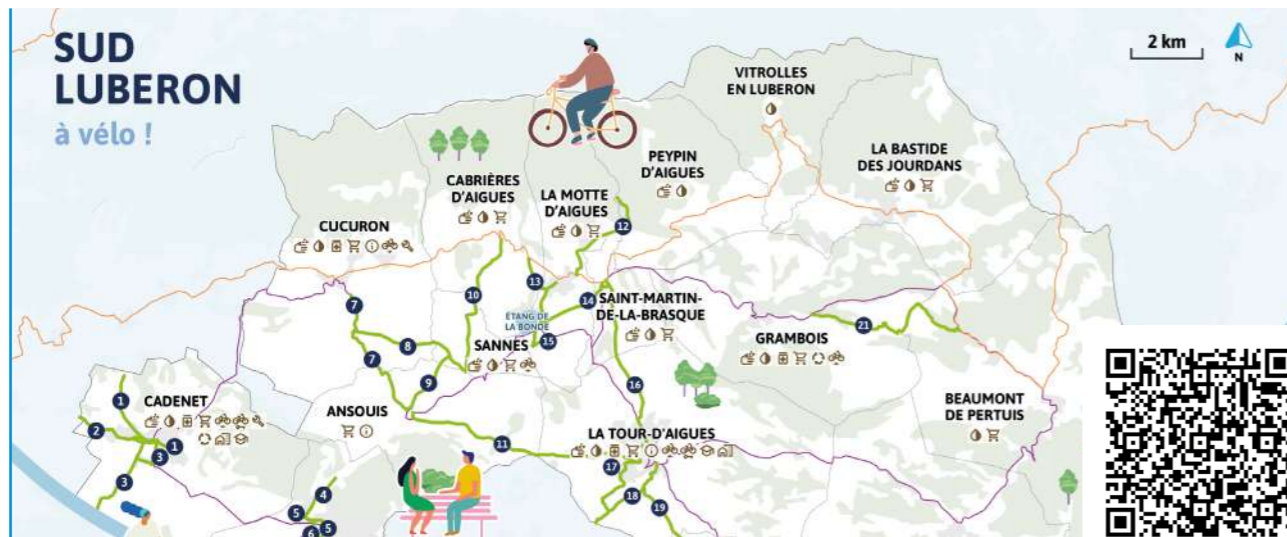 SUD
LUBERON
à vélo !
2 km
N
VITROLLES
EN LUBERON
LA BASTIDE
DES JOURDANS
PEYPIN
D'AIGUES
CABRIÈRES
D'AIGUES
LA MOTTE
D'AIGUES
CUCURON
12
13
10
14
7
ÉTANG DE
LA BONDE
SAINT-MARTIN-
DE-LA-BRASQUE
15
21
GRAMBOIS
8
SANNES
7
9
16
1
CADENET
ANSOUIS
BEAUMONT
DE PERTUIS
2
1
3
11
LA TOUR-D'AIGUES
17
3
4
18
19
5
5
6